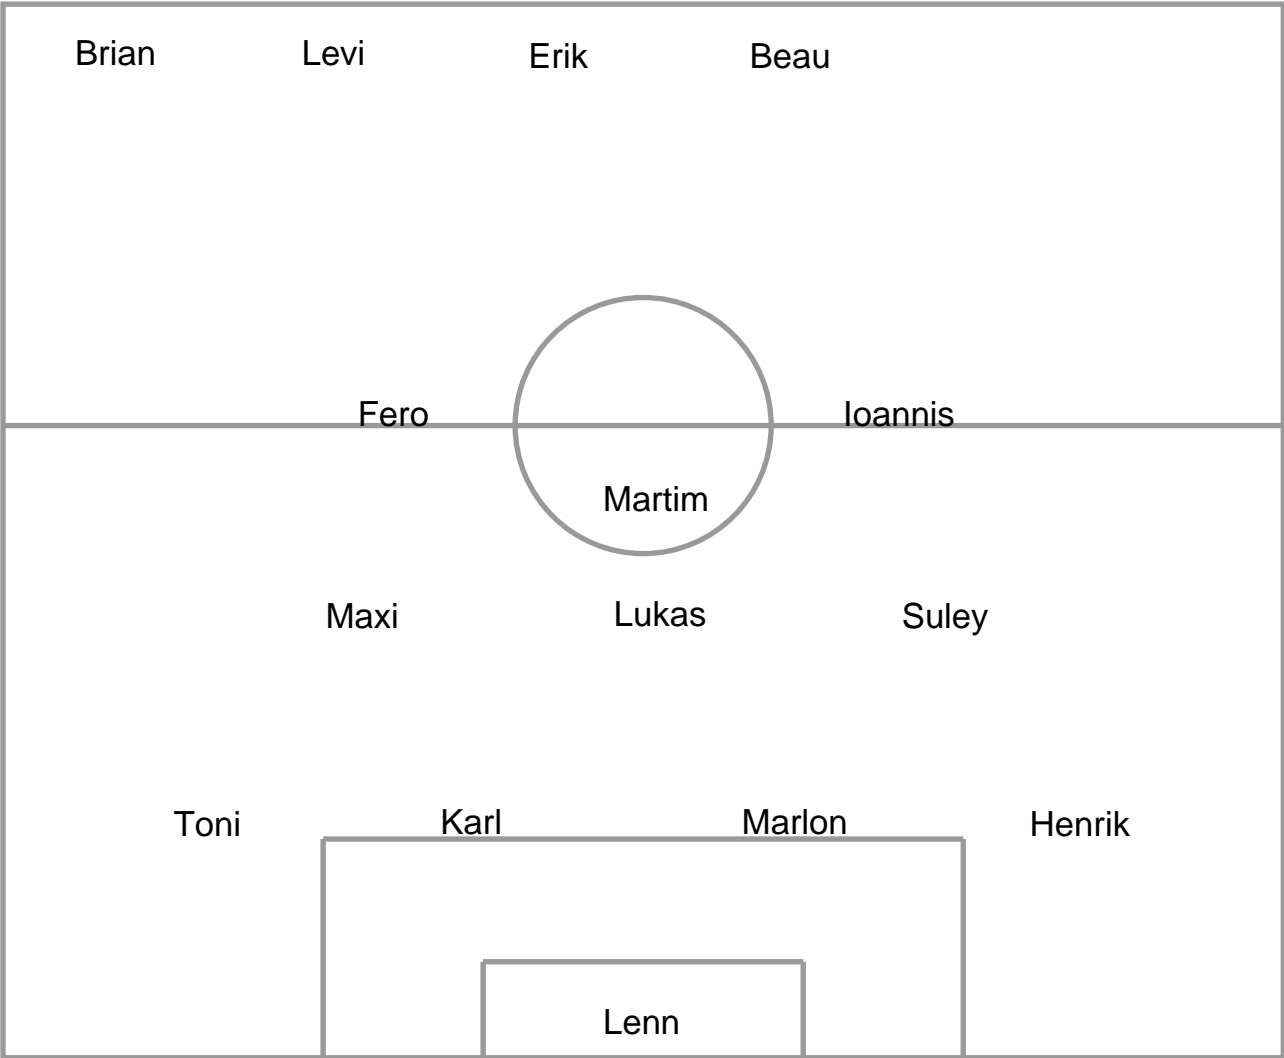 Brian Levi Erik Beau
Fero Ioannis
Martim
Maxi Lukas Suley
Toni Karl Marlon Henrik
Lenn